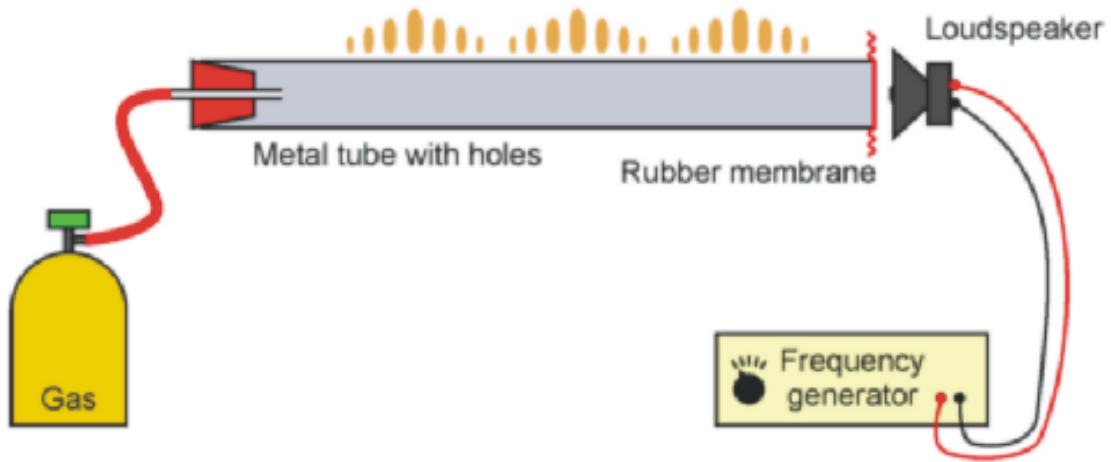 Loudspeaker
Metal tube with holes
Rubber membrane
Gas
Frequency
generator